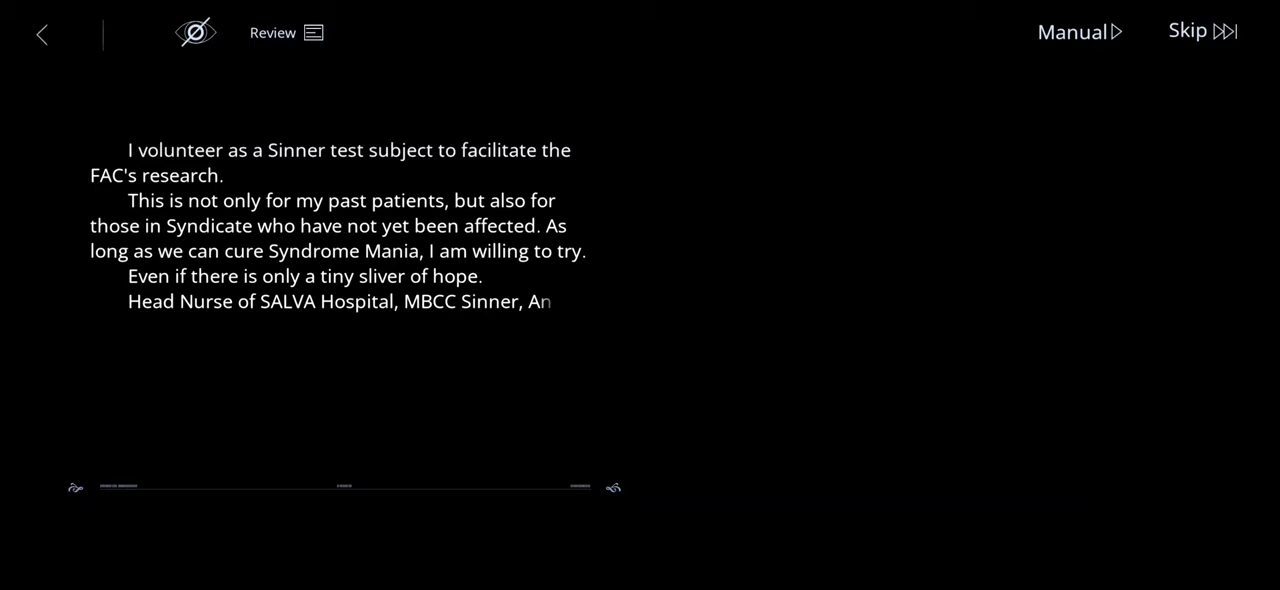 Review
Manual
Skip
I volunteer as a Sinner test subject to facilitate the
FAC's research.
This is not only for my past patients, but also for
those in Syndicate who have not yet been affected. As
long as we can cure Syndrome Mania, I am willing to try.
Even if there is only a tiny sliver of hope.
Head Nurse of SALVA Hospital, MBCC Sinner, An